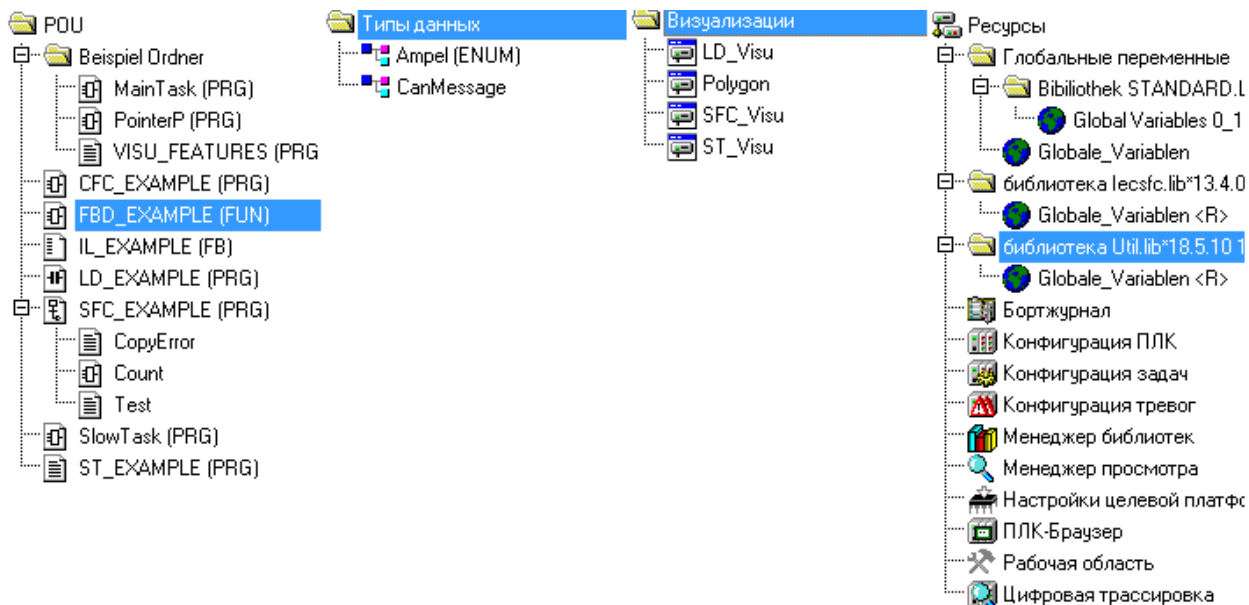 POU
Beispiel Ordner
MainTask (PRG)
PointerP (PRG)
VISU_FEATURES (PRG
CFC_EXAMPLE (PRG)
FBD_EXAMPLE (FUN)
IL_EXAMPLE (FB)
LD_EXAMPLE (PRG)
SFC_EXAMPLE (PRG)
CopyError
Count
Test
SlowTask (PRG)
ST_EXAMPLE (PRG)
Типы данных
Ampel (ENUM)
CanMessage
Визуализации
LD_Visu
Polygon
SFC_Visu
ST_Visu
Ресурсы
Глобальные переменные
Bibiliothek STANDARD.L
Global Variables 0_1
Globale_Variablen
библиотека Iecsfc.lib*13.4.0
Globale_Variablen <R>
библиотека Util.lib*18.5.10 1
Globale_Variablen <R>
Бортжурнал
Конфигурация ПЛК
Конфигурация задач
Конфигурация тревог
Менеджер библиотек
Менеджер просмотра
Настройки целевой платфо
ПЛК-Браузер
Рабочая область
Цифровая трассировка